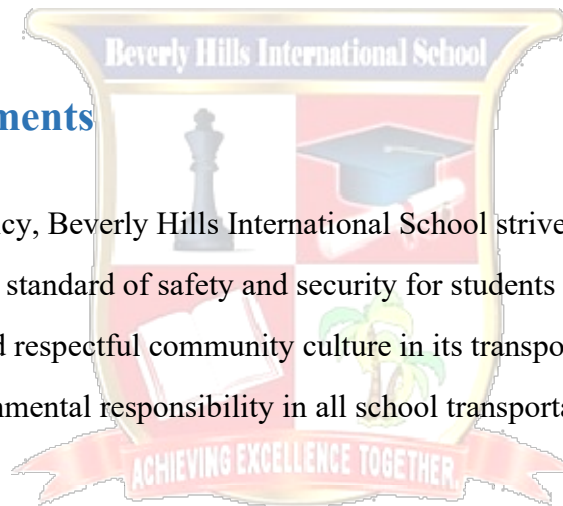 Beverly Hills International School
ments
cy, Beverly Hills International School strive
standard of safety and security for students
d respectful community culture in its transpo
nmental responsibility in all school transporta
ACHIEVING EXCELLENCE TOGETHER